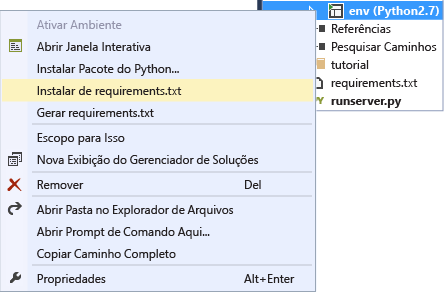 env (Python2.7)
Referências
Pesquisar Caminhos
tutorial
requirements.txt
runserver.py
Ativar Ambiente
Abrir Janela Interativa
Instalar Pacote do Python...
Instalar de requirements.txt
Gerar requirements.txt
Escopo para Isso
Nova Exibição do Gerenciador de Soluções
Remover Del
Abrir Pasta no Explorador de Arquivos
Abrir Prompt de Comando Aqui...
Copiar Caminho Completo
Propriedades Alt+Enter